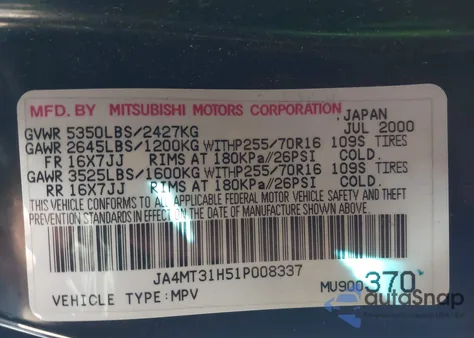 MFD. BY MITSUBISHI MOTORS CORPORATION JAPAN
GVWR 5350LBS/2427KG JUL 2000
GAWR 2645LBS/1200KG WITHP255/70R16 109S TIRES
FR 16X7JJ RIMS AT 180KPa//26PSI COLD.
GAWR 3525LBS/1600KG WITHP255/70R16 109S TIRES
RR 16X7JJ RIMS AT 180KPa//26PSI COLD.
THIS VEHICLE CONFORMS TO ALL APPLICABLE FEDERAL MOTOR VEHICLE SAFETY AND
THEFT PREVENTION STANDARDS IN EFFECT
ON THE DATE OF MANUFACTURE SHOWN ABOVE.
JA4MT31H51P008337
VEHICLE TYPE:MPV MU900370
autoSnap